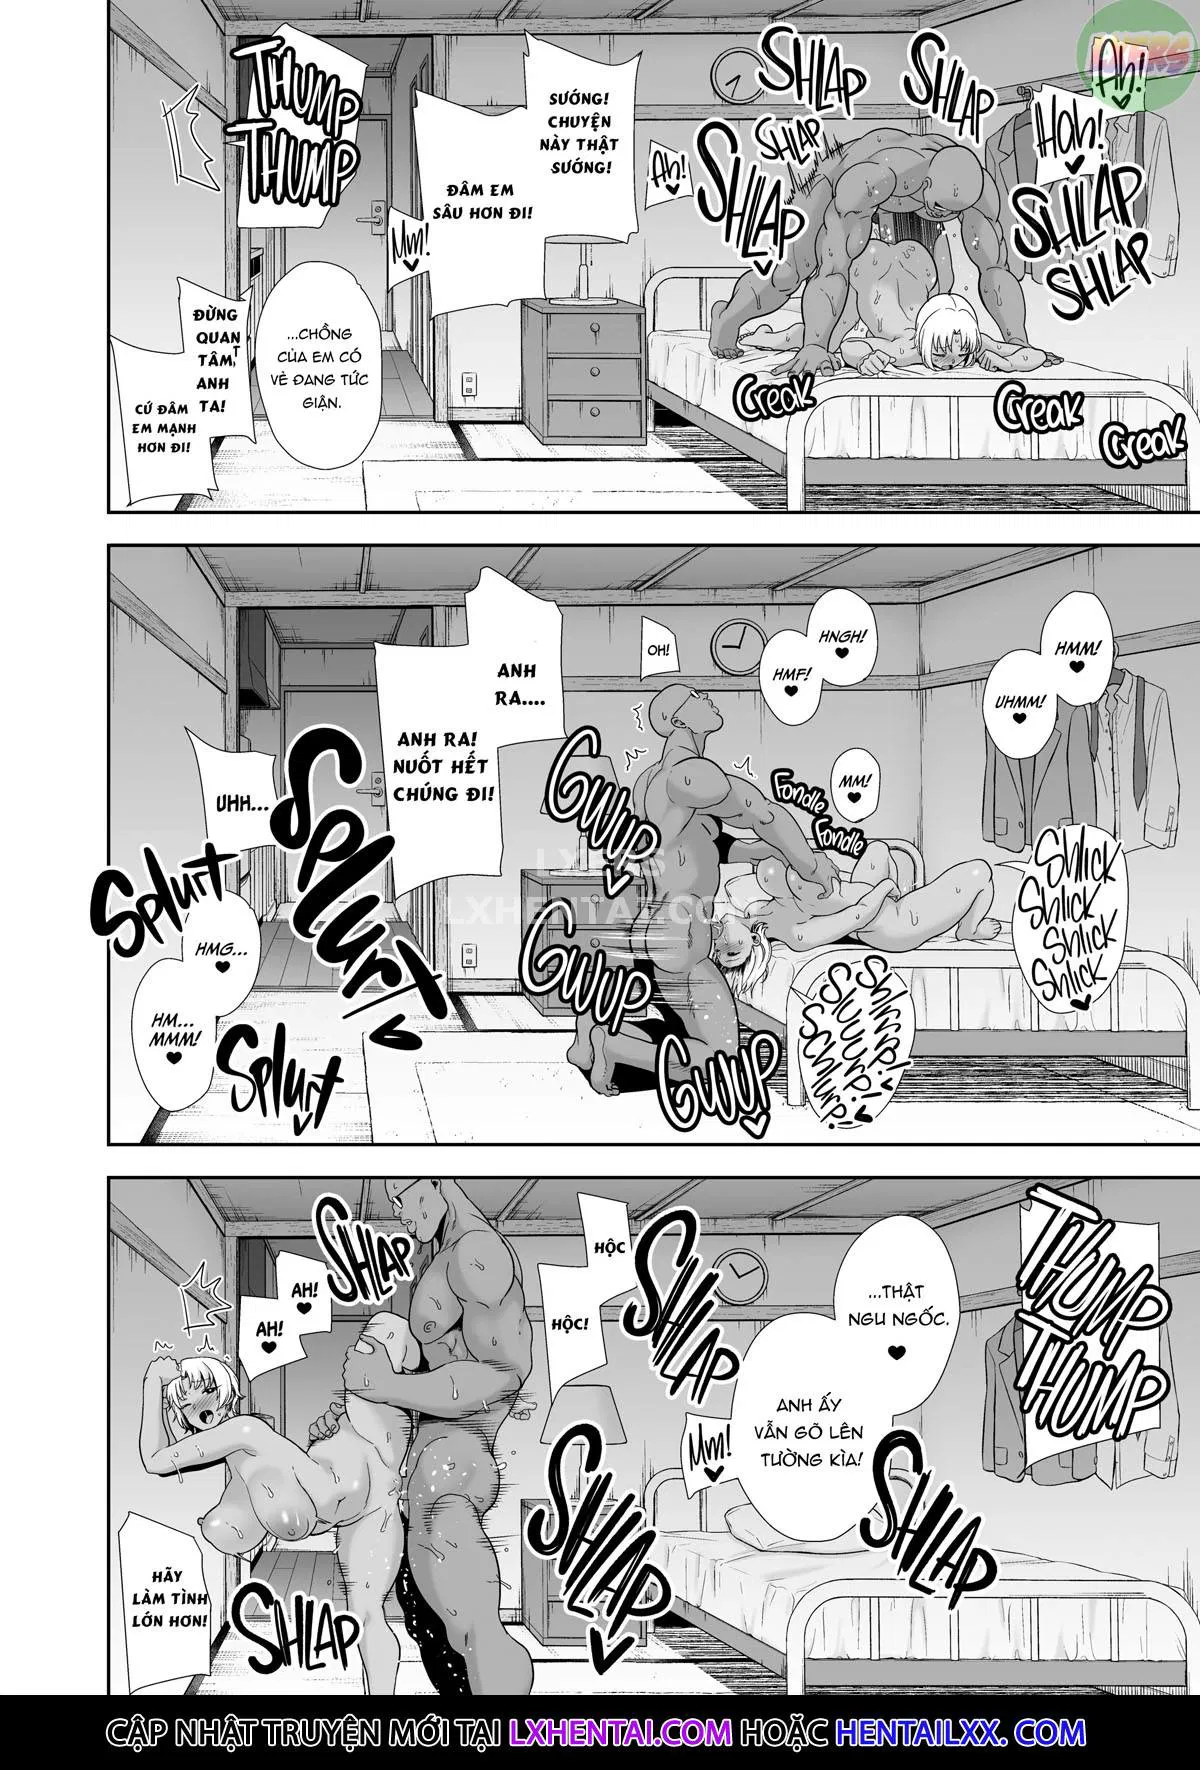 Ah!
Hah!
SHLAP
SHLAP
SHLAP
SHLAP
SHLAP
SHLAP
Ah!
SƯỚNG!
CHUYỆN
NÀY THẬT
SƯỚNG!
ĐÂM EM
SÂU HƠN ĐI!
Mm!
THUMP
THUMP
...CHỒNG
CỦA EM CÓ
VẺ ĐANG TỨC
GIẬN.
ĐỪNG
QUAN
TÂM
ANH
TA!
CỨ ĐÂM
EM MẠNH
HƠN ĐI!
Creak
Creak
Creak
HMM!
UHMM!
HNGH!
HMF!
MM!
OH!
Fondle
Fondle
Shlick
Shlick
Shlick
Shlick
GWUP
GWUP
GWUP
ANH
RA....
ANH RA!
NUỐT HẾT
CHÚNG ĐI!
UHH...
Splurt
Splurt
Splurt
HMG...
HM...
MMM!
LXERS
LXHENTAI.COM
THUMP
THUMP
...THẬT
NGU NGỐC.
ANH ẤY
VẪN GÕ LÊN
TƯỜNG KÌA!
Mm!
HỘC
HỘC!
SHLAP
SHLAP
SHLAP
SHLAP
SHLAP
AH!
AH!
HÃY
LÀM TÌNH
LỚN HƠN!
CẬP NHẬT TRUYỆN MỚI TẠI LXHENTAI.COM HOẶC HENTAILXX. COM